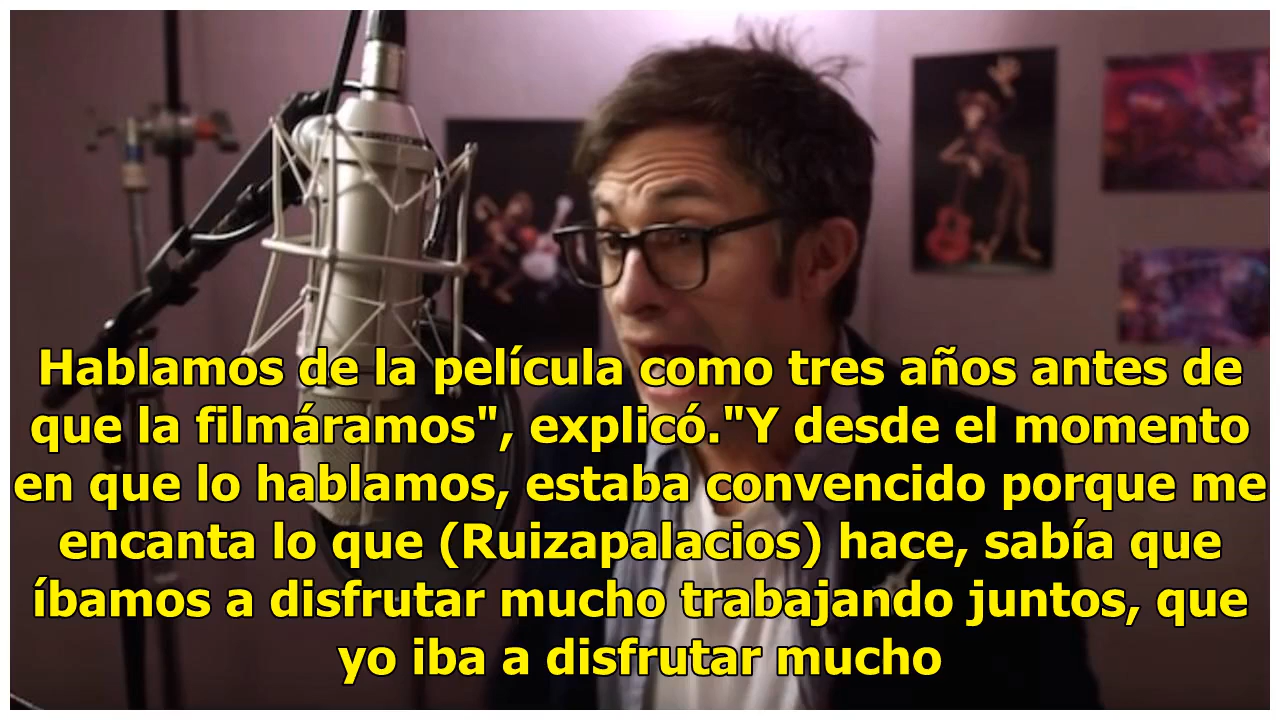 Hablamos de la película como tres años antes de
que la filmáramos", explicó."Y desde el momento
en que lo hablamos, estaba convencido porque me
encanta lo que (Ruizapalacios) hace, sabía que
íbamos a disfrutar mucho trabajando juntos, que
yo iba a disfrutar mucho